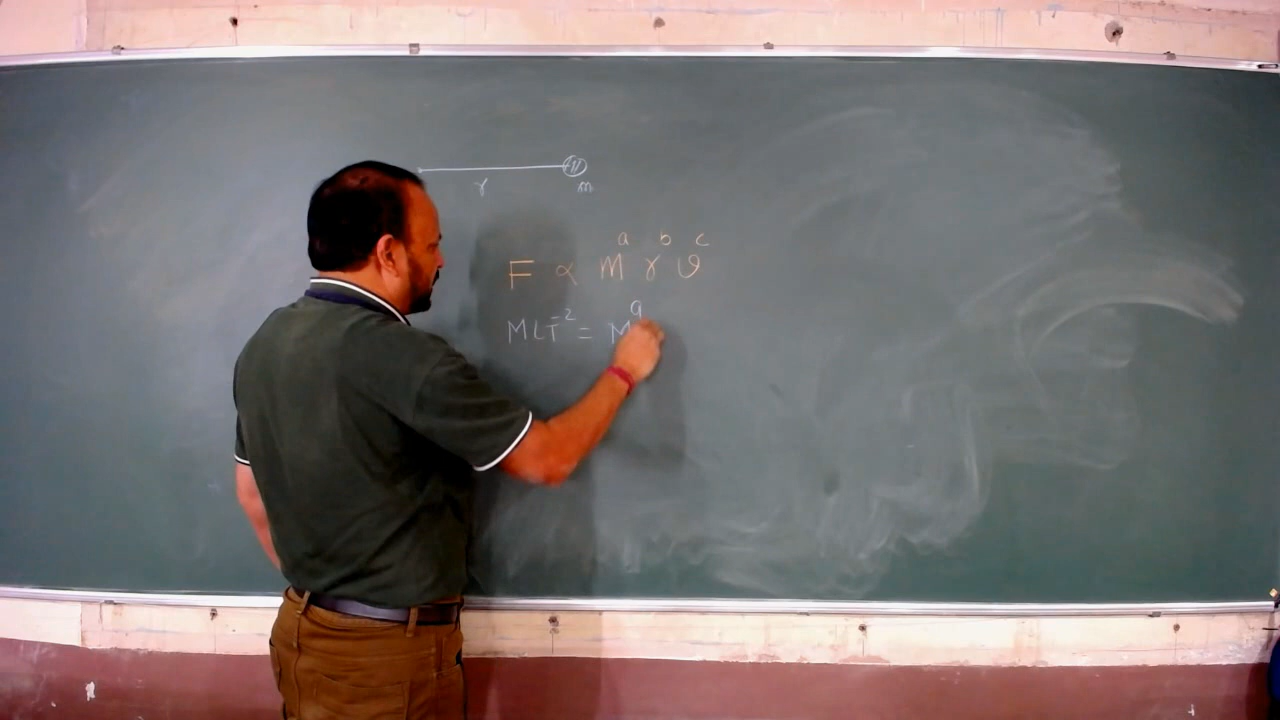 r m
F ∝ m^a r^b v^c
MLT^-2 = M^a